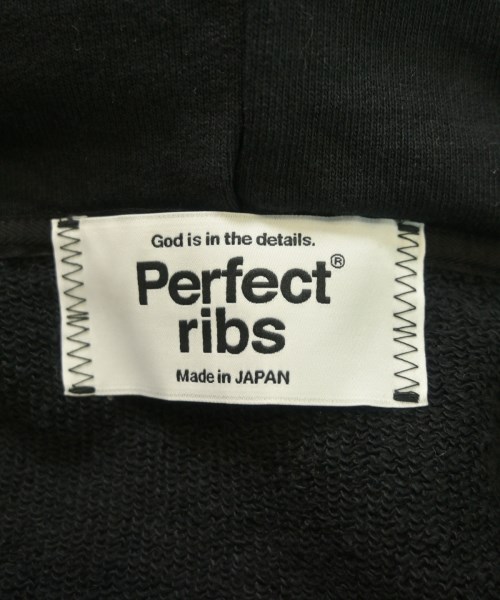 God is in the details.
Perfect®
ribs
Made in JAPAN